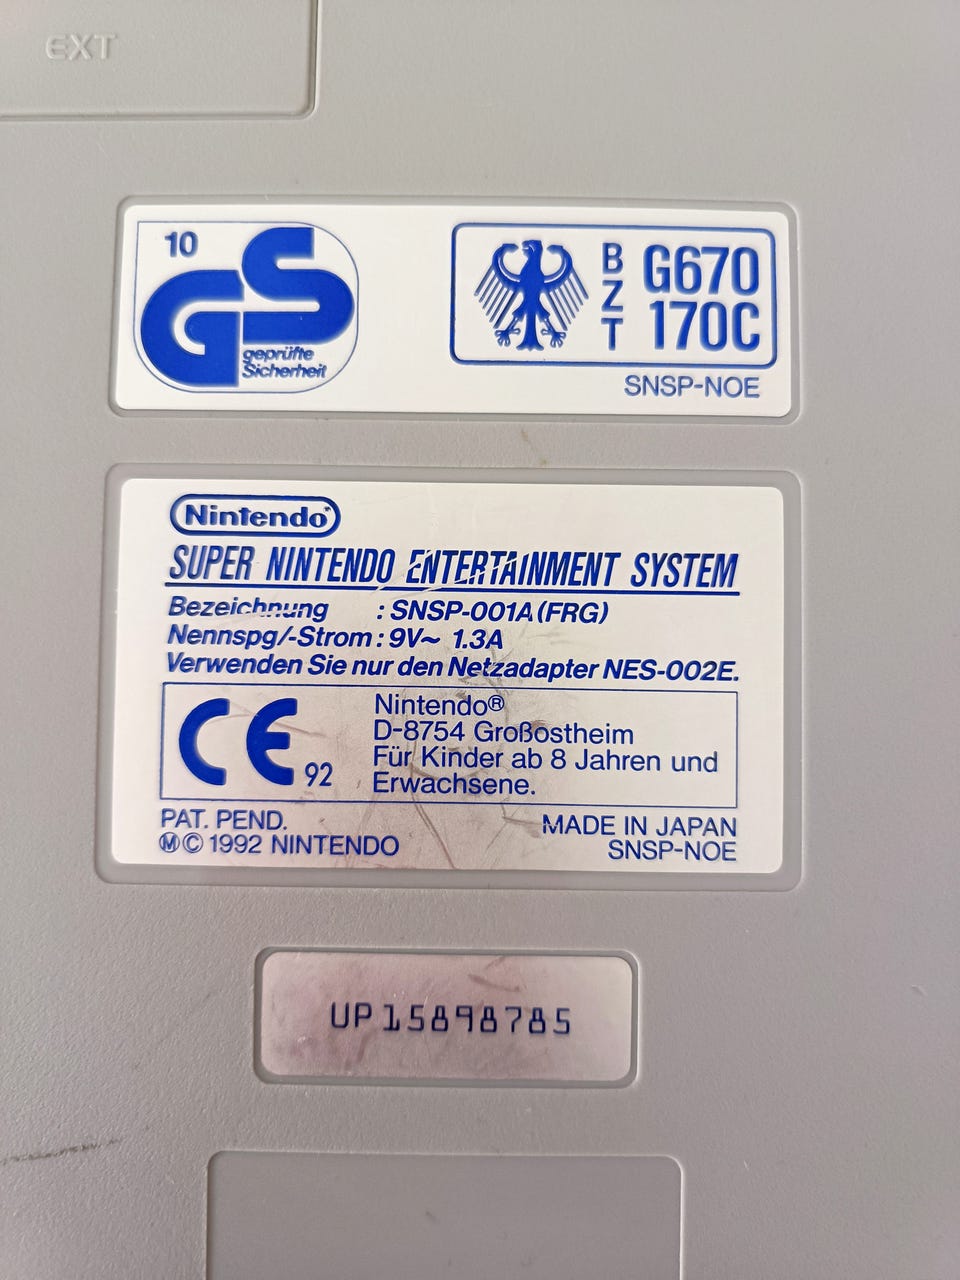 EXT
10
GS
geprüfte
Sicherheit
BZT
G670
170C
SNSP-NOE
Nintendo®
SUPER NINTENDO ENTERTAINMENT SYSTEM
Bezeichnung : SNSP-001A(FRG)
Nennspg/-Strom : 9V~ 1.3A
Verwenden Sie nur den Netzadapter NES-002E.
CE 92
Nintendo®
D-8754 Großostheim
Für Kinder ab 8 Jahren und
Erwachsene.
PAT. PEND.
Ⓜ© 1992 NINTENDO
MADE IN JAPAN
SNSP-NOE
UP15898785